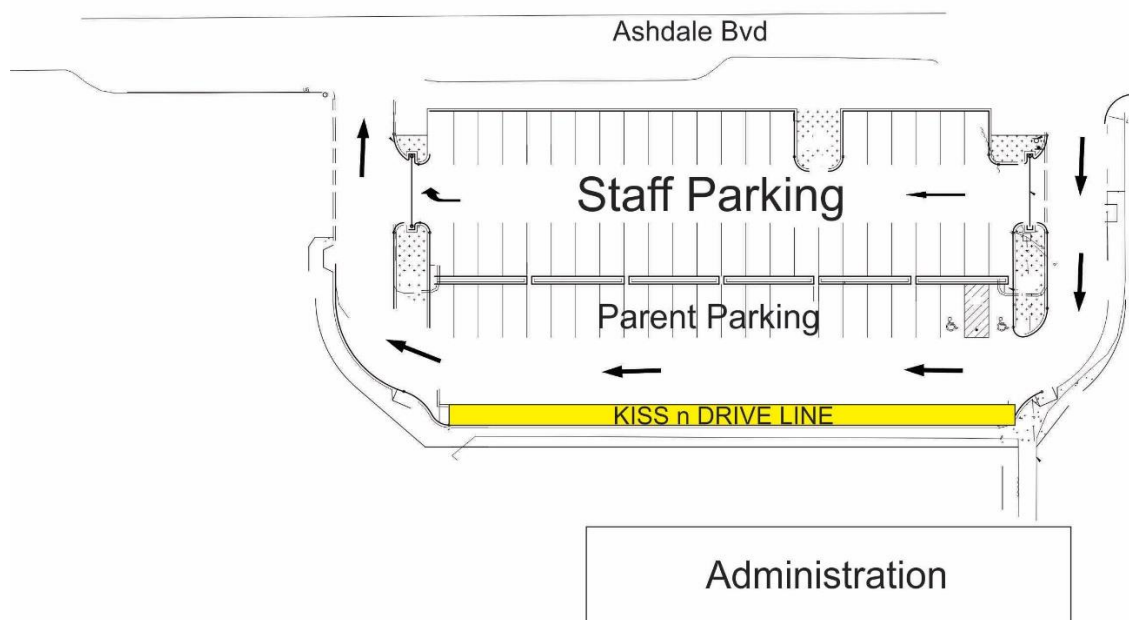 Ashdale Bvd
Staff Parking
Parent Parking
KISS n DRIVE LINE
Administration